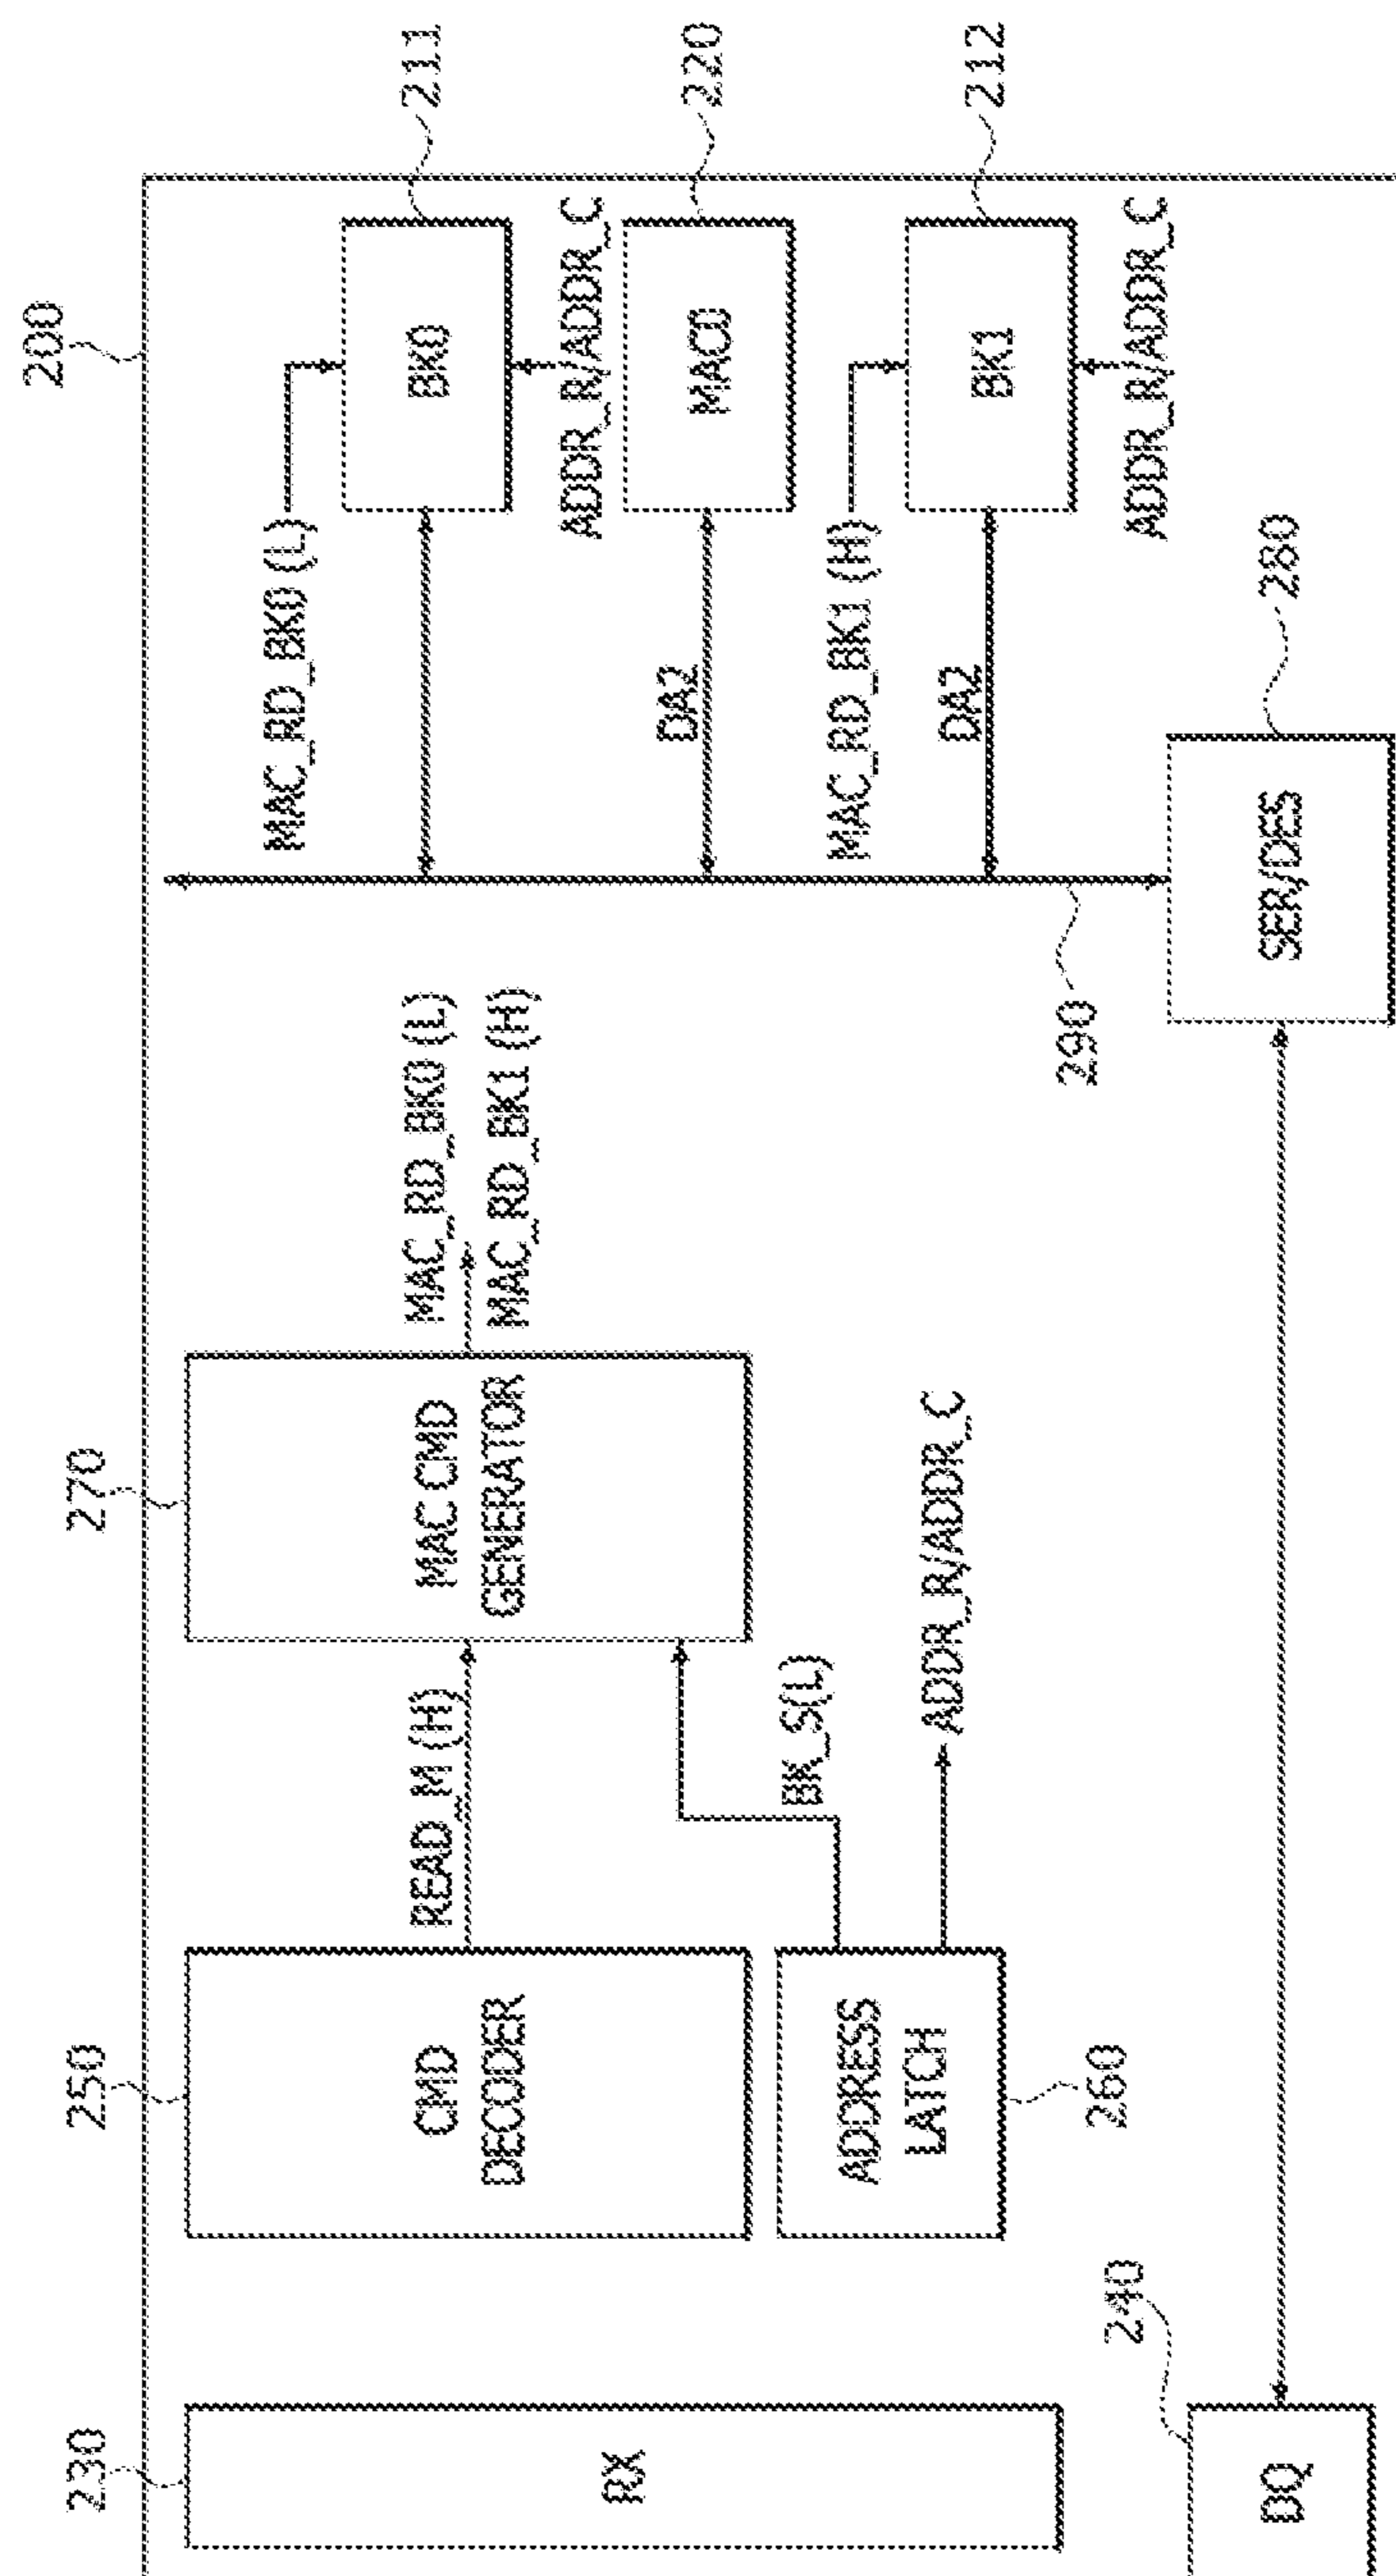 200
230
250
270
211
220
212
RX
CMD
DECODER
READ_M (H)
MAC CMD
GENERATOR
MAC_RD_BK0 (L)
MAC_RD_BK1 (H)
MAC_RD_BK0 (L)
BK0
ADDR_R/ADDR_C
DA2
MAC0
MAC_RD_BK1 (H)
DA2
BK1
ADDR_R/ADDR_C
BK_S(L)
ADDRESS
LATCH
ADDR_R/ADDR_C
260
240
290
280
DQ
SER/DES